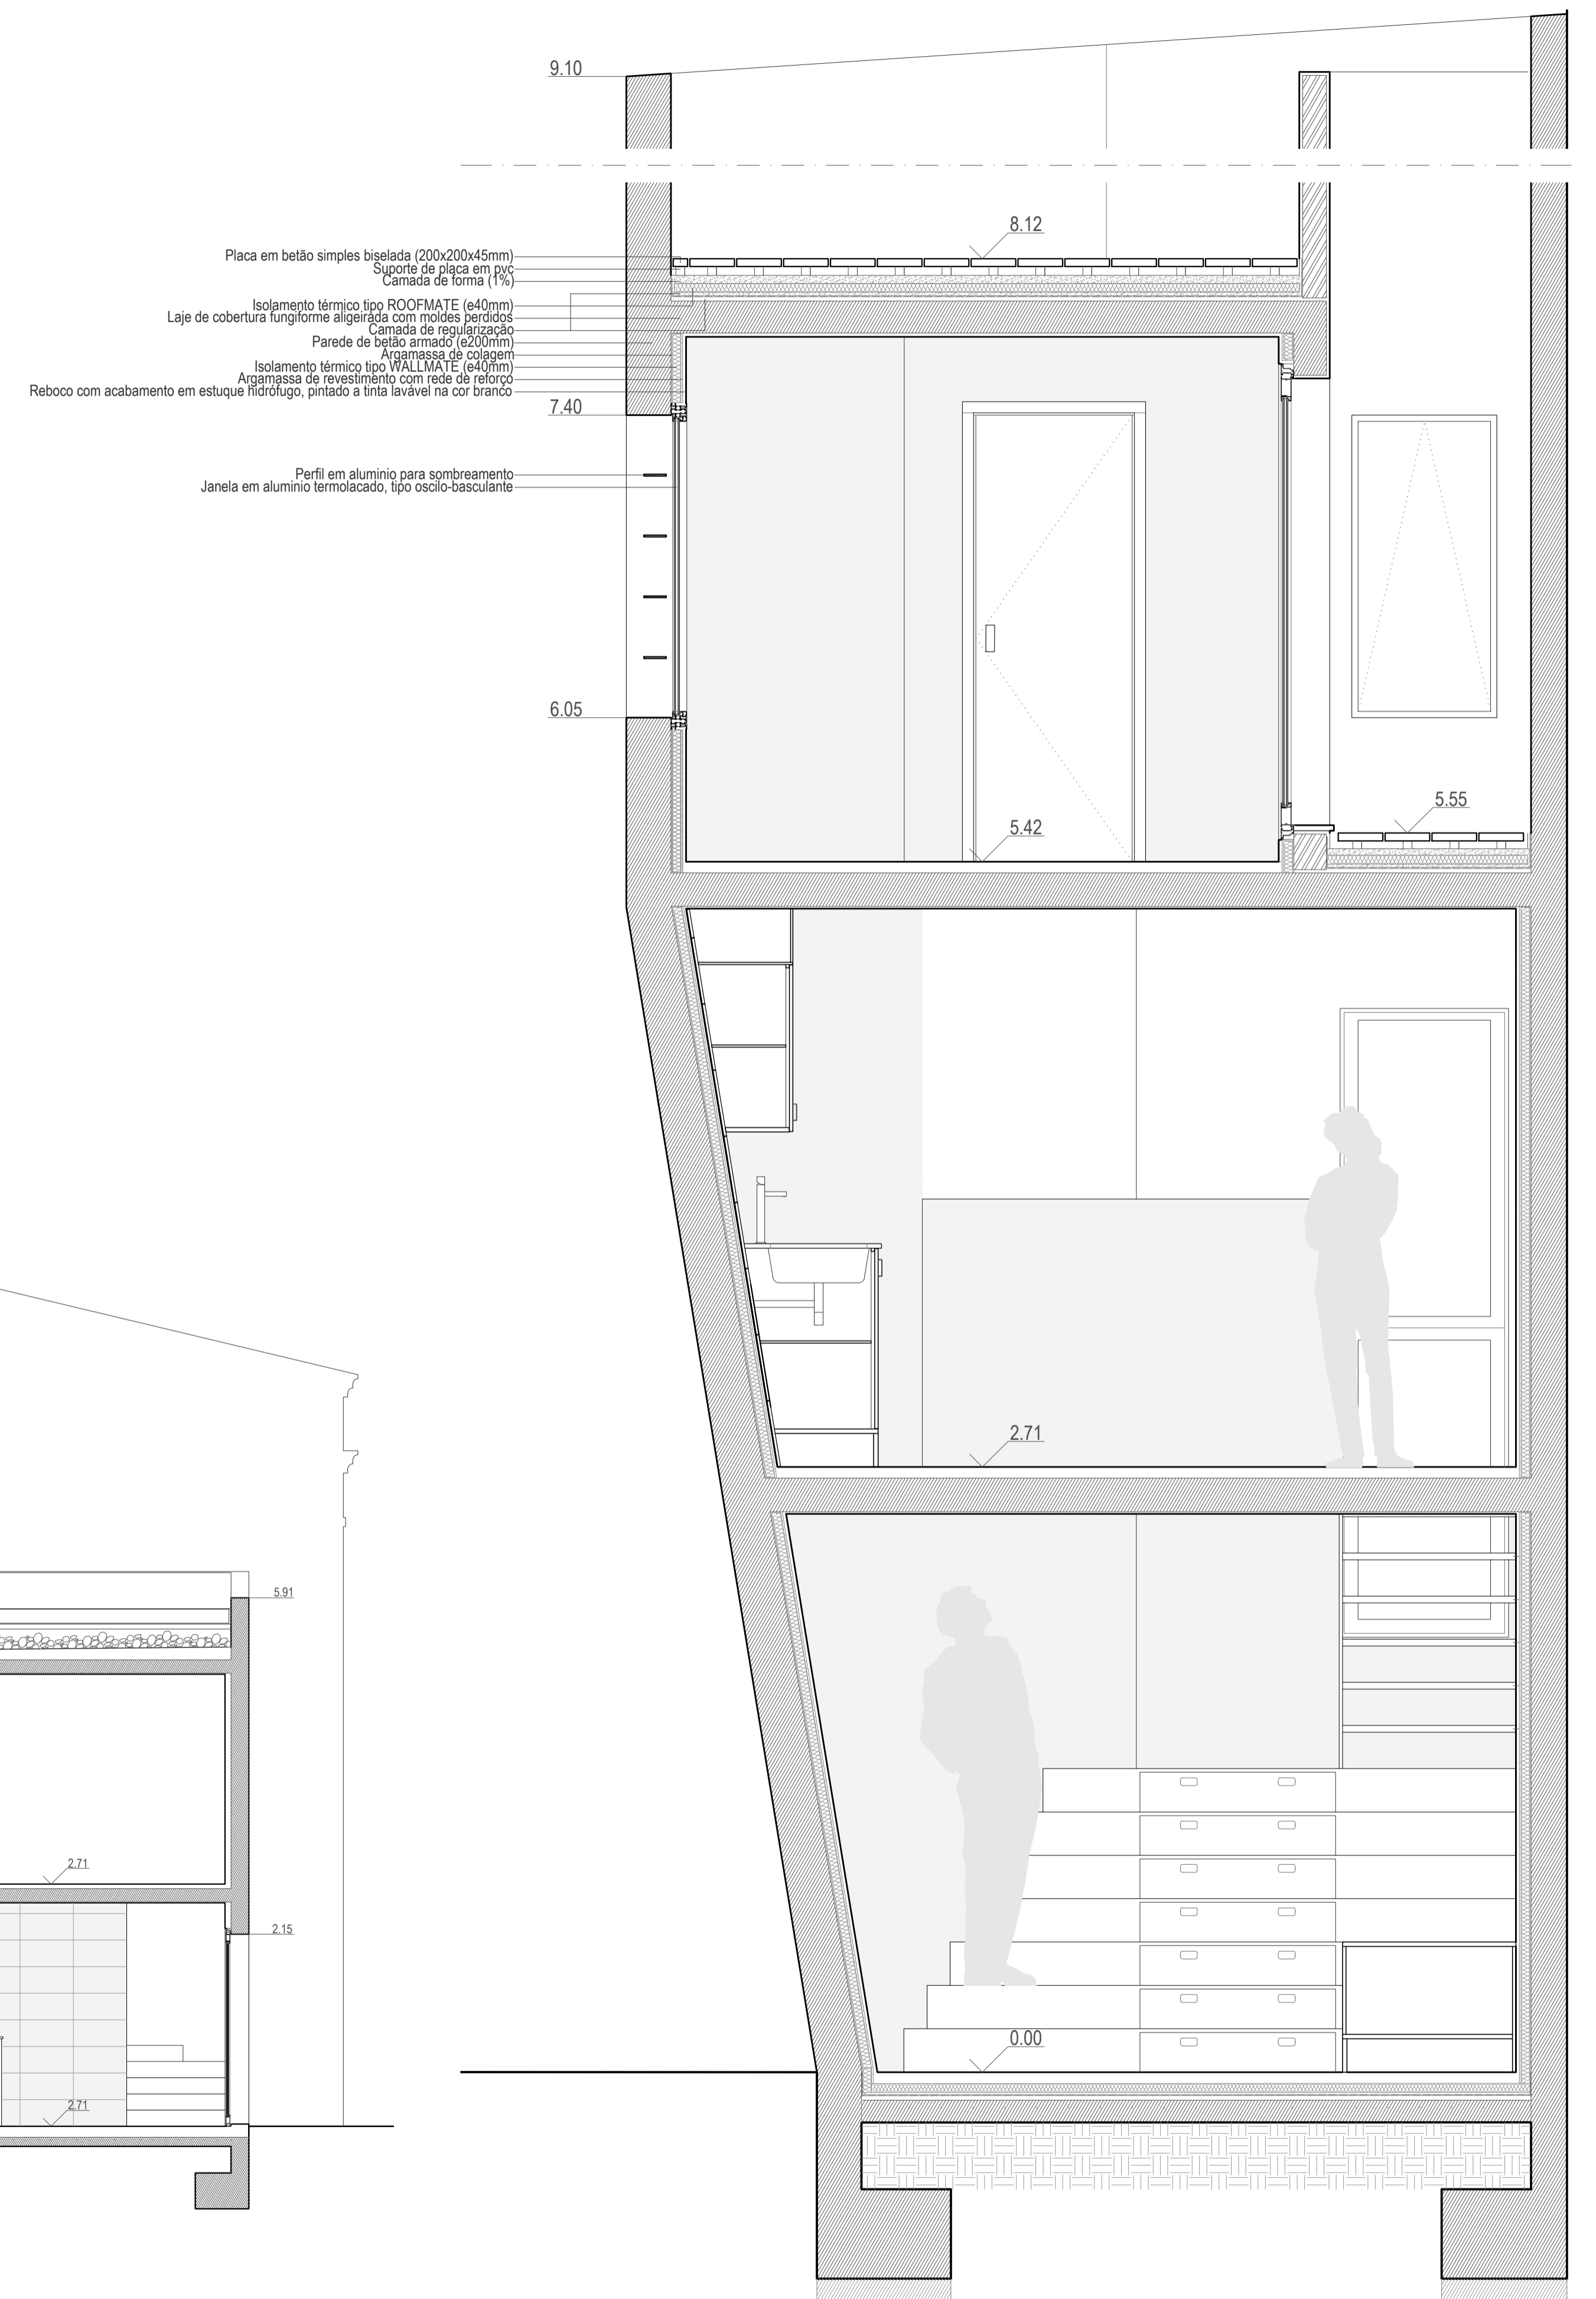 9.10
8.12
Placa em betão simples biselada (200x200x45mm)
Suporte de placa em pvc
Camada de forma (1%)
Isolamento térmico tipo ROOFMATE (e40mm)
Laje de cobertura fungiforme aligeirada com moldes perdidos
Camada de regularização
Parede de betão armado (e200mm)
Argamassa de colagem
Isolamento térmico tipo WALLMATE (e40mm)
Argamassa de revestimento com rede de reforço
Reboco com acabamento em estuque hidrófugo, pintado a tinta lavável na cor branco
7.40
Perfil em aluminio para sombreamento
Janela em aluminio termolacado, tipo oscilo-basculante
6.05
5.55
5.42
2.71
5.91
2.71
2.15
0.00
2.71